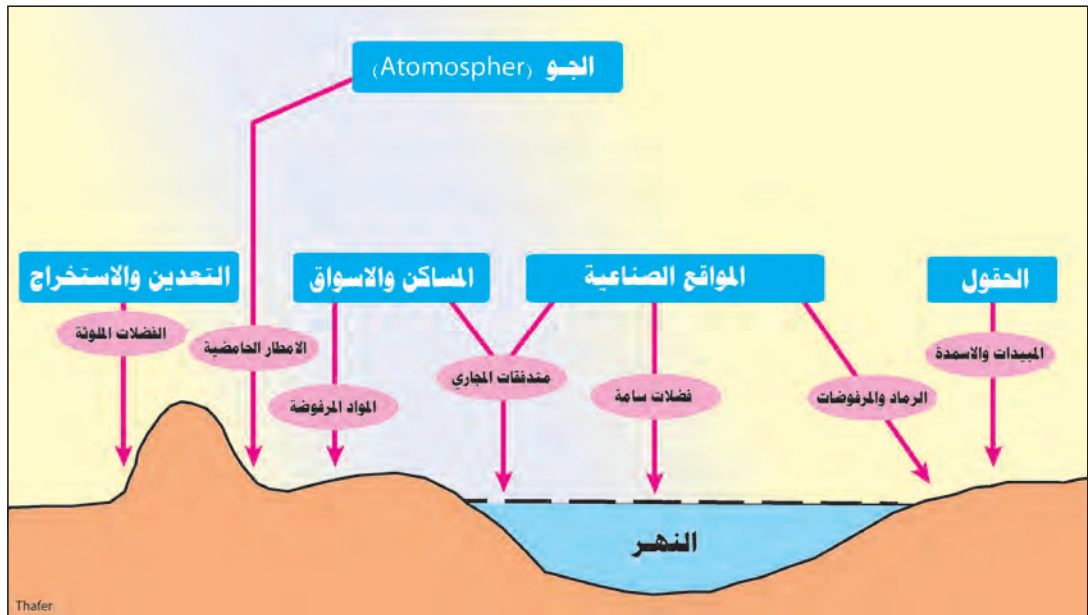 الجو (Atomospher)
الحقول
المواقع الصناعية
المساكن والاسواق
التعدين والاستخراج
المبيدات والاسمدة
الرماد والمرفوضات
فضلات سامة
متدفقات المجاري
المواد المرفوضة
الامطار الحامضية
الفضلات الملوثة
النهر
Thafer